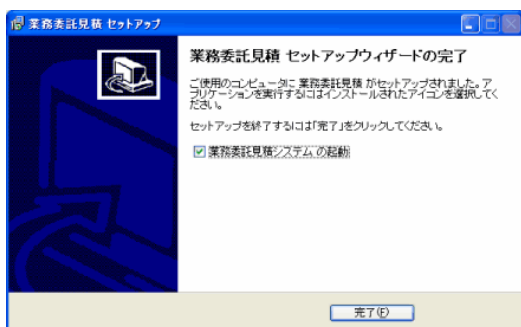 業務委託見積 セットアップ
業務委託見積 セットアップウィザードの完了
ご使用のコンピュータに 業務委託見積 がセットアップされました。ア
プリケーションを実行するにはインストールされたアイコンを選択してく
ださい。
セットアップを終了するには「完了」をクリックしてください。
業務委託見積システム の起動
完了(F)